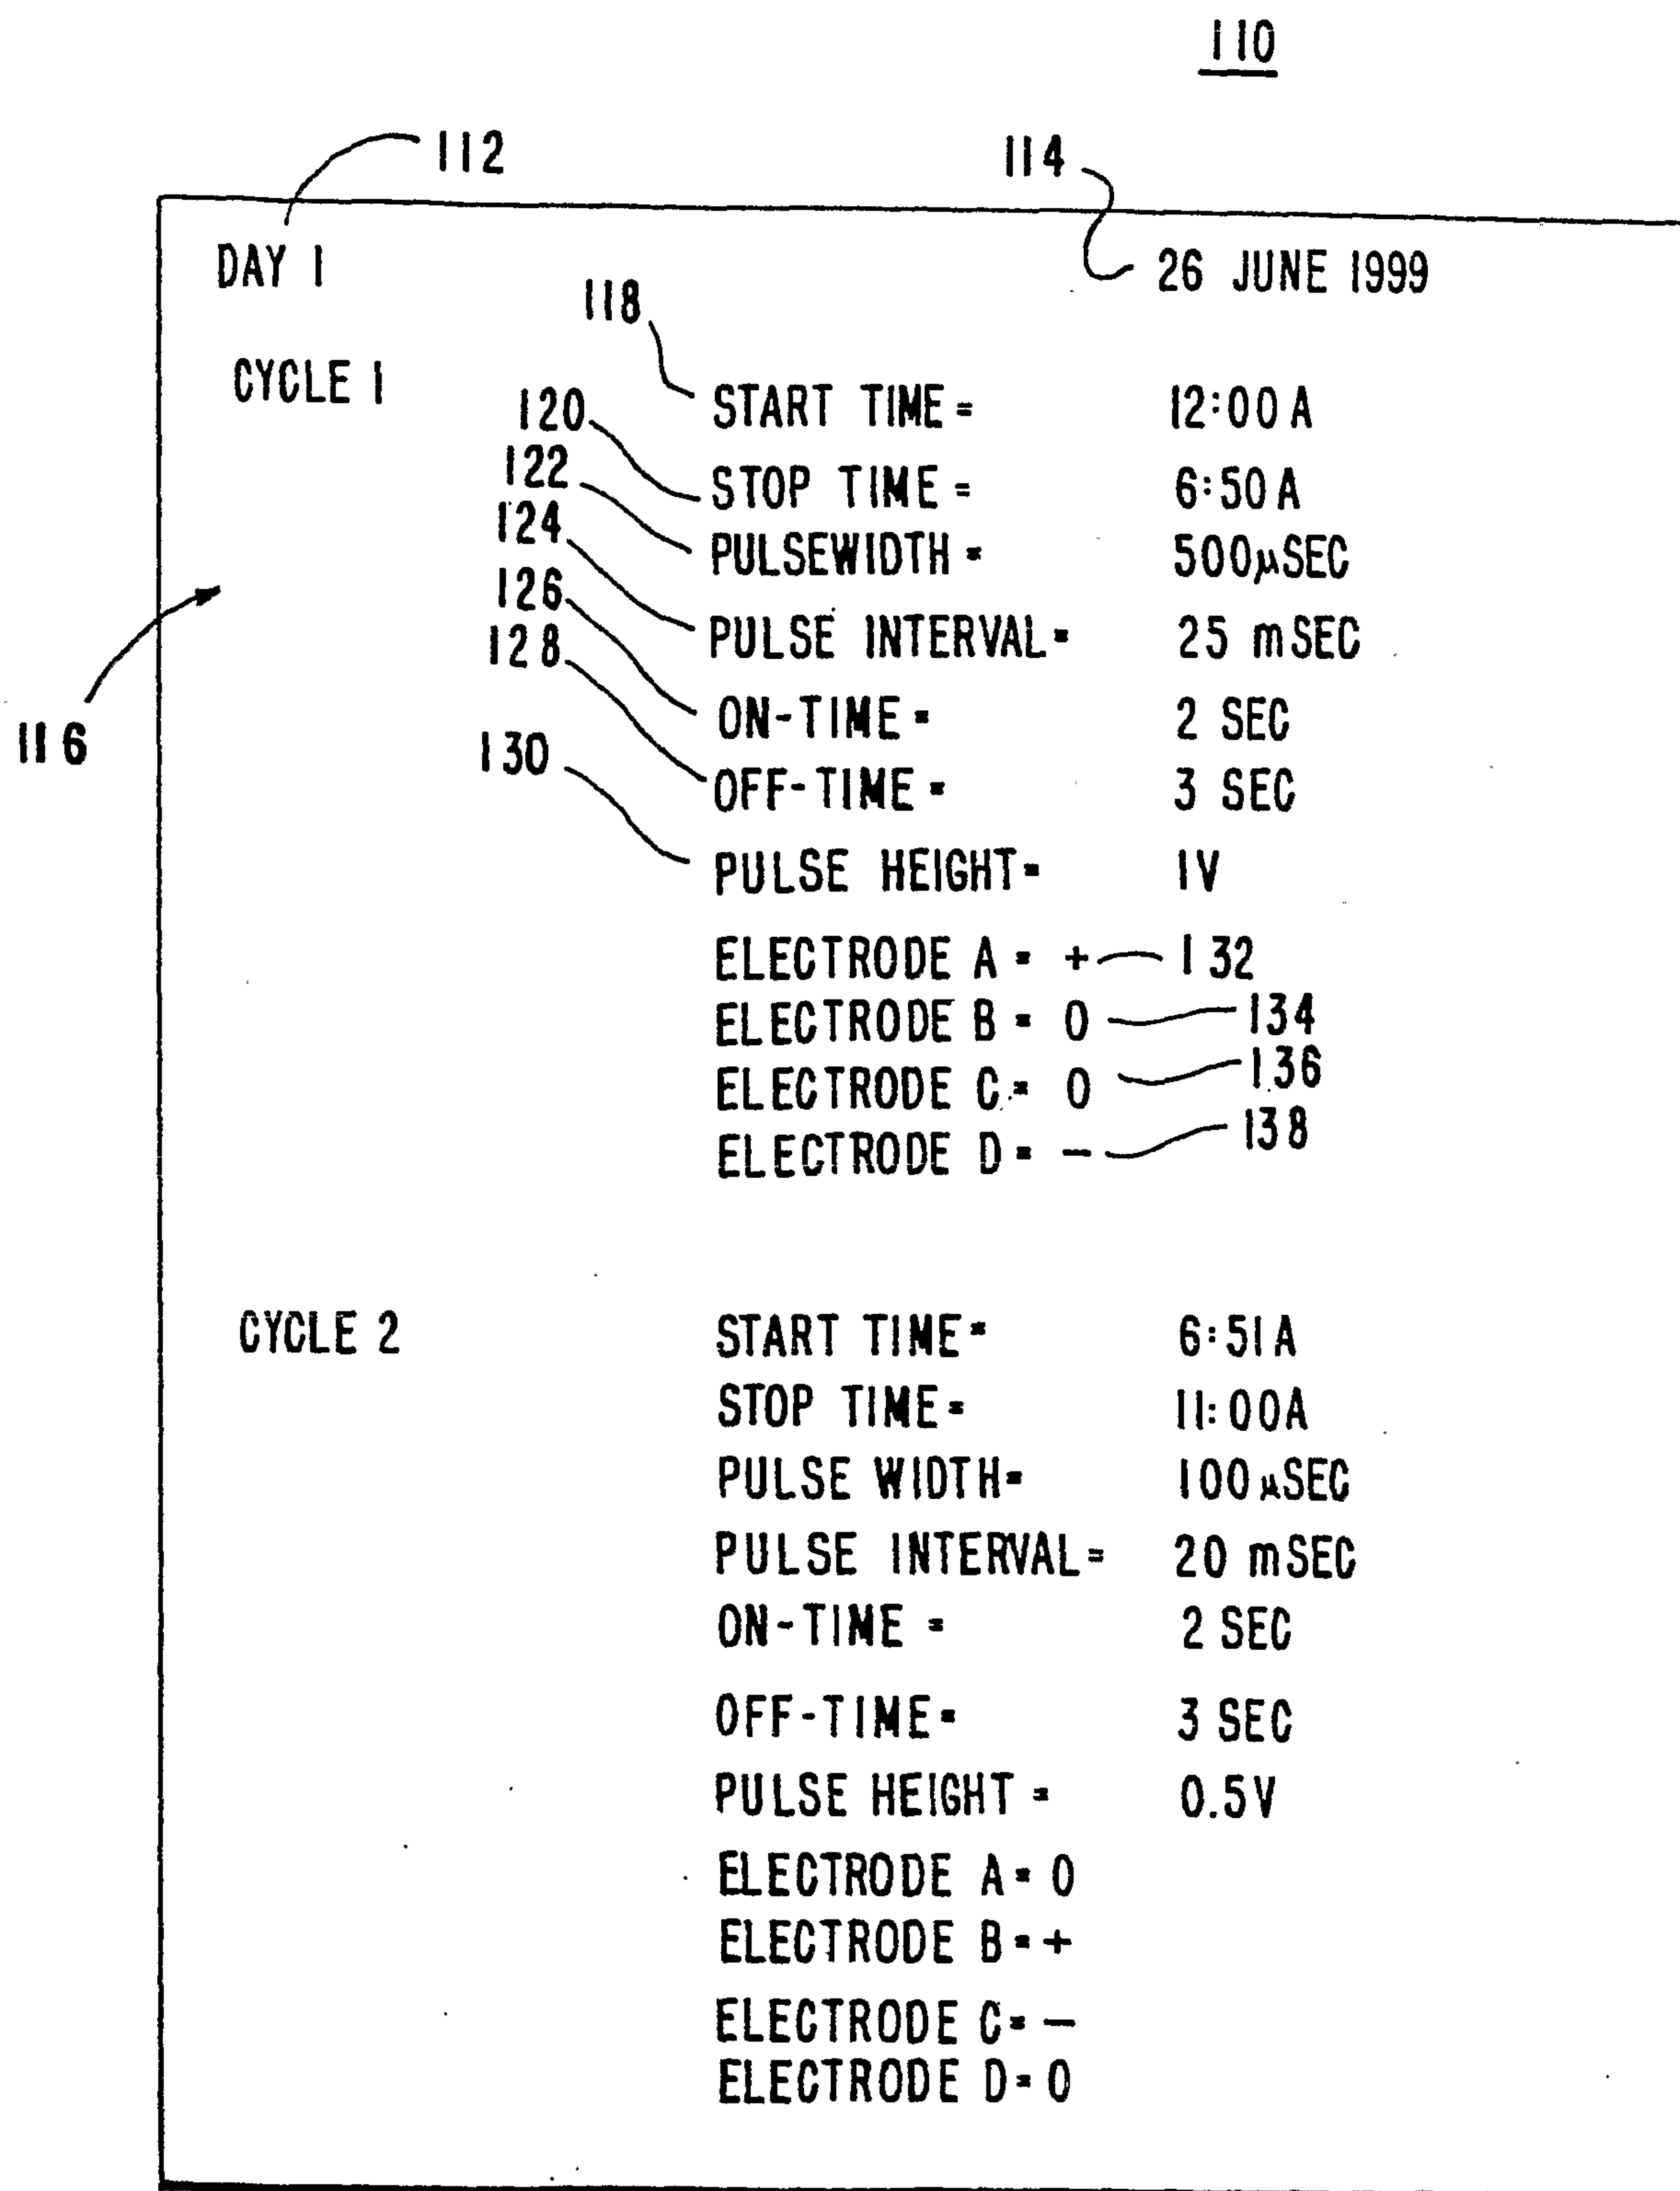 110
112
114
DAY 1 26 JUNE 1999
118
CYCLE 1 START TIME = 12:00 A
120
STOP TIME = 6:50 A
122
PULSEWIDTH = 500µSEC
124
PULSE INTERVAL= 25 mSEC
126
ON-TIME = 2 SEC
128
OFF-TIME = 3 SEC
116
130
PULSE HEIGHT= 1V
ELECTRODE A = + 132
ELECTRODE B = 0 134
ELECTRODE C = 0 136
ELECTRODE D = − 138
CYCLE 2 START TIME= 6:51 A
STOP TIME= 11:00A
PULSE WIDTH= 100 µSEC
PULSE INTERVAL= 20 mSEC
ON-TIME = 2 SEC
OFF-TIME= 3 SEC
PULSE HEIGHT = 0.5V
ELECTRODE A = 0
ELECTRODE B = +
ELECTRODE C = −
ELECTRODE D = 0